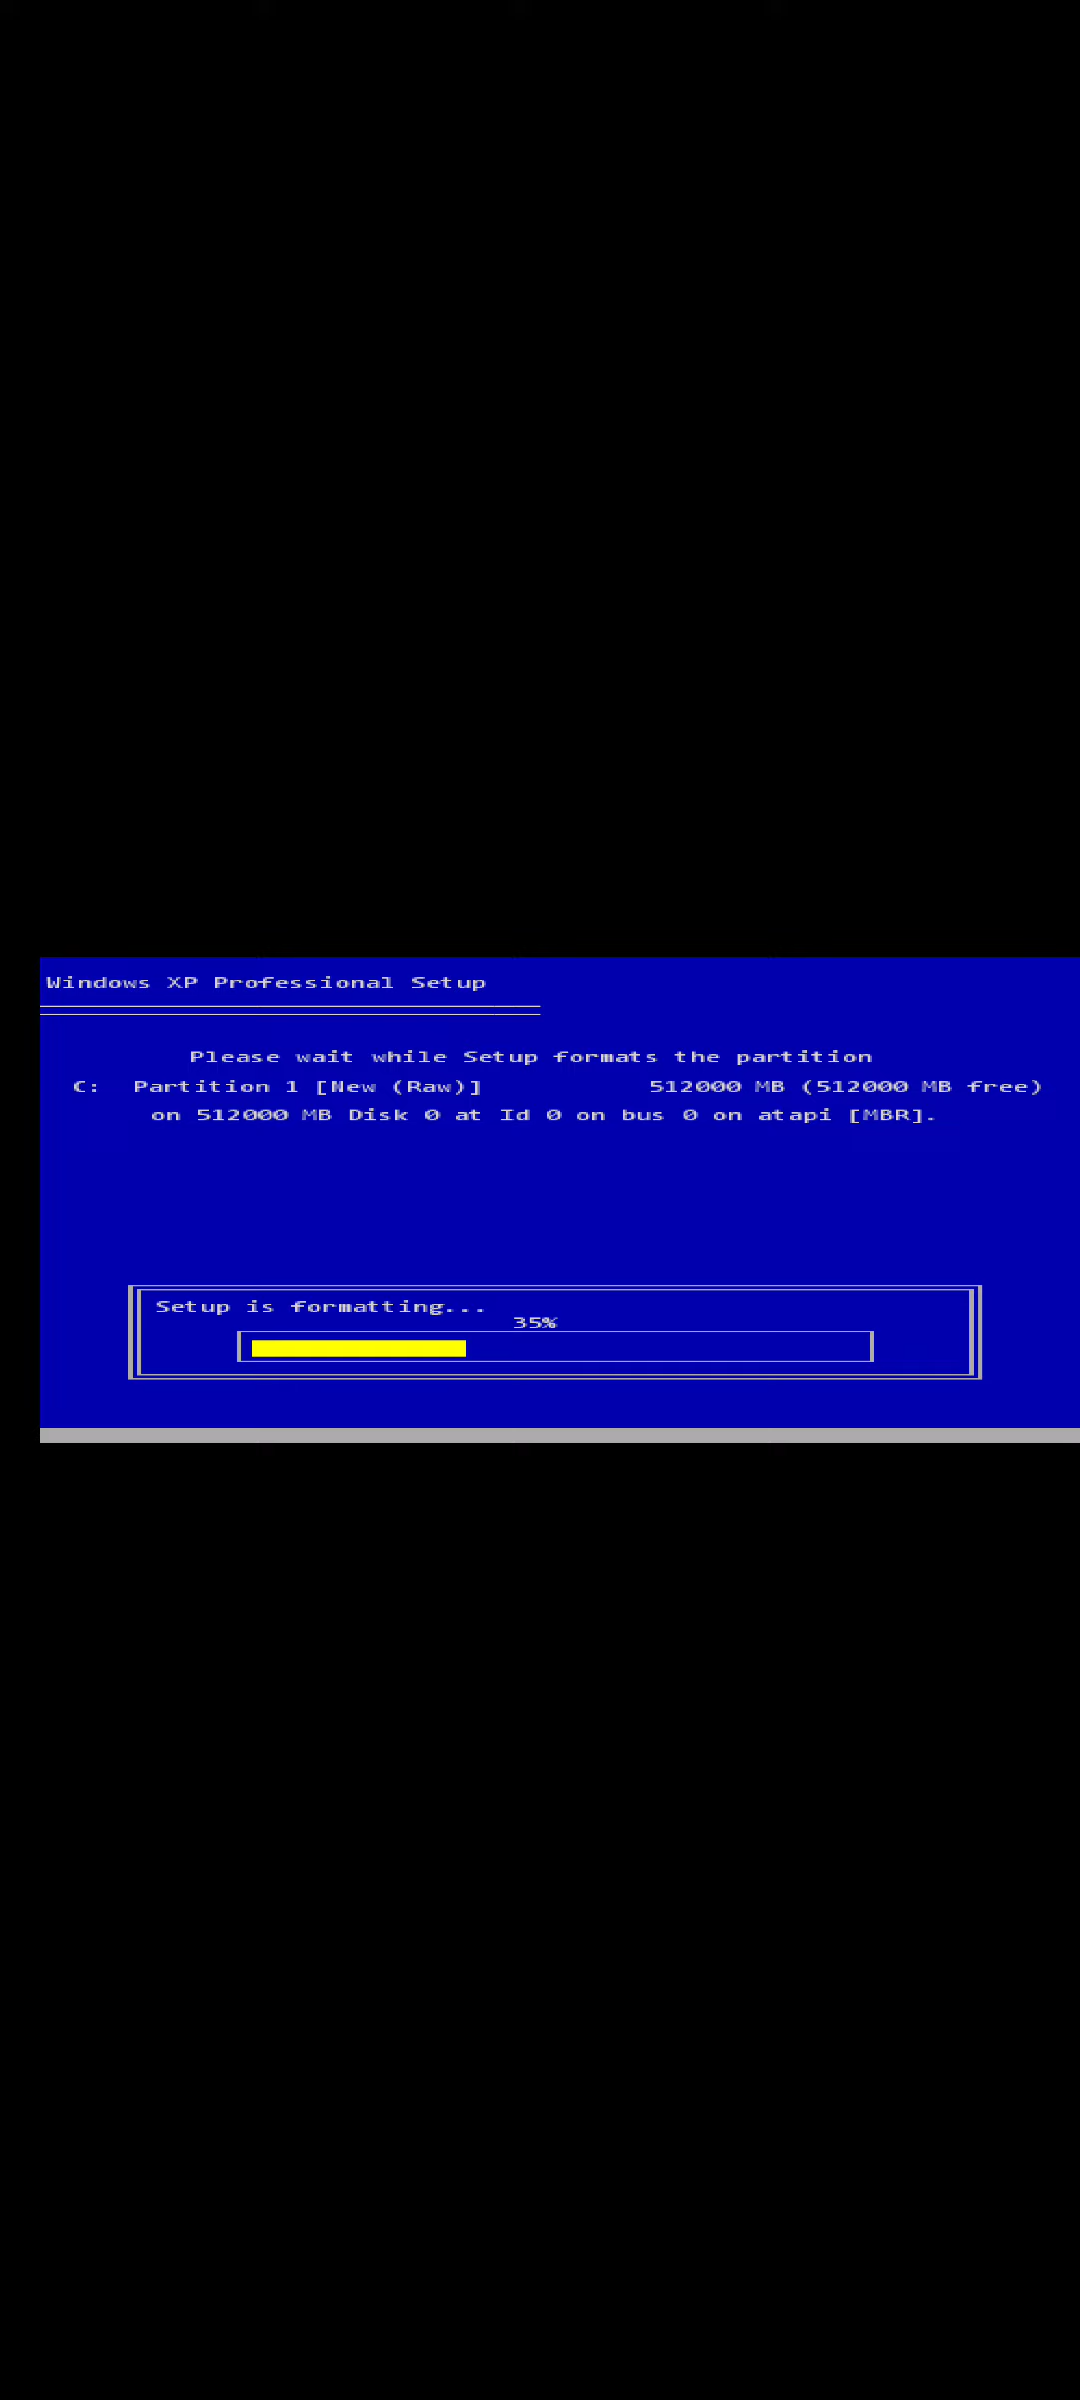 Windows XP Professional Setup
Please wait while Setup formats the partition
C: Partition 1 [New (Raw)] 512000 MB (512000 MB free)
on 512000 MB Disk 0 at Id 0 on bus 0 on atapi [MBR].
Setup is formatting...
35%